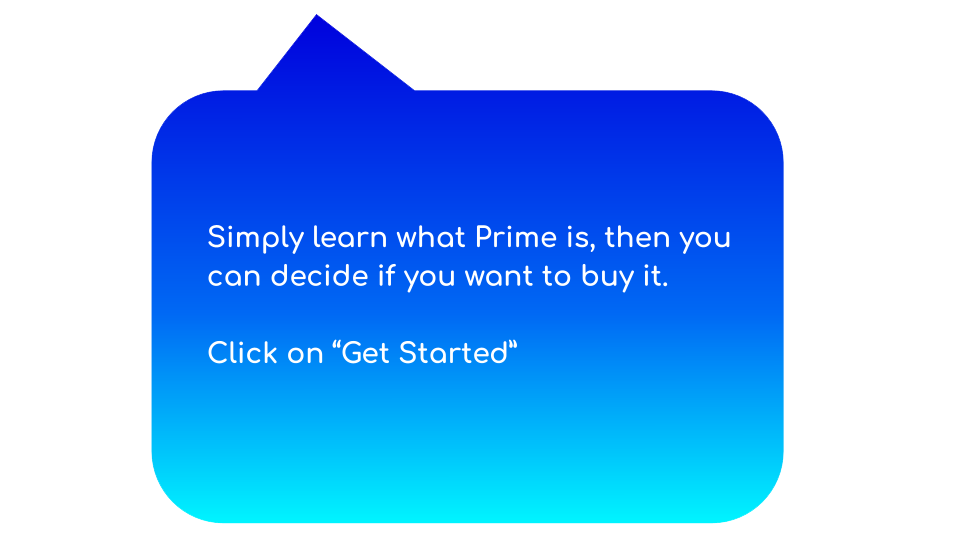 Simply learn what Prime is, then you
can decide if you want to buy it.
Click on “Get Started”